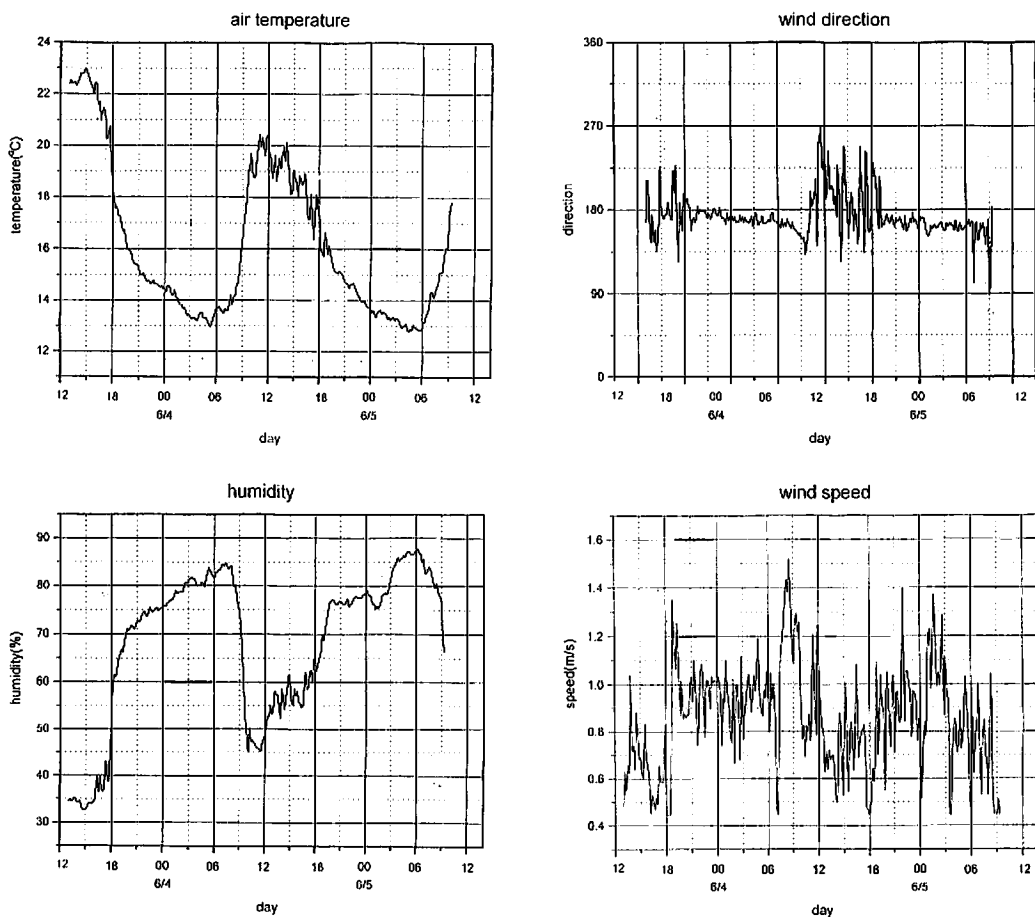 air temperature
24
22
20
18
16
14
12
temperature(°C)
12 18 00 06 12 18 00 06 12
6/4 6/5
day
wind direction
360
270
180
90
0
direction
12 18 00 06 12 18 00 06 12
6/4 6/5
day
humidity
90
80
70
60
50
40
30
humidity(%)
12 18 00 06 12 18 00 06 12
6/4 6/5
day
wind speed
1.6
1.4
1.2
1.0
0.8
0.6
0.4
speed(m/s)
12 18 00 06 12 18 00 06 12
6/4 6/5
day